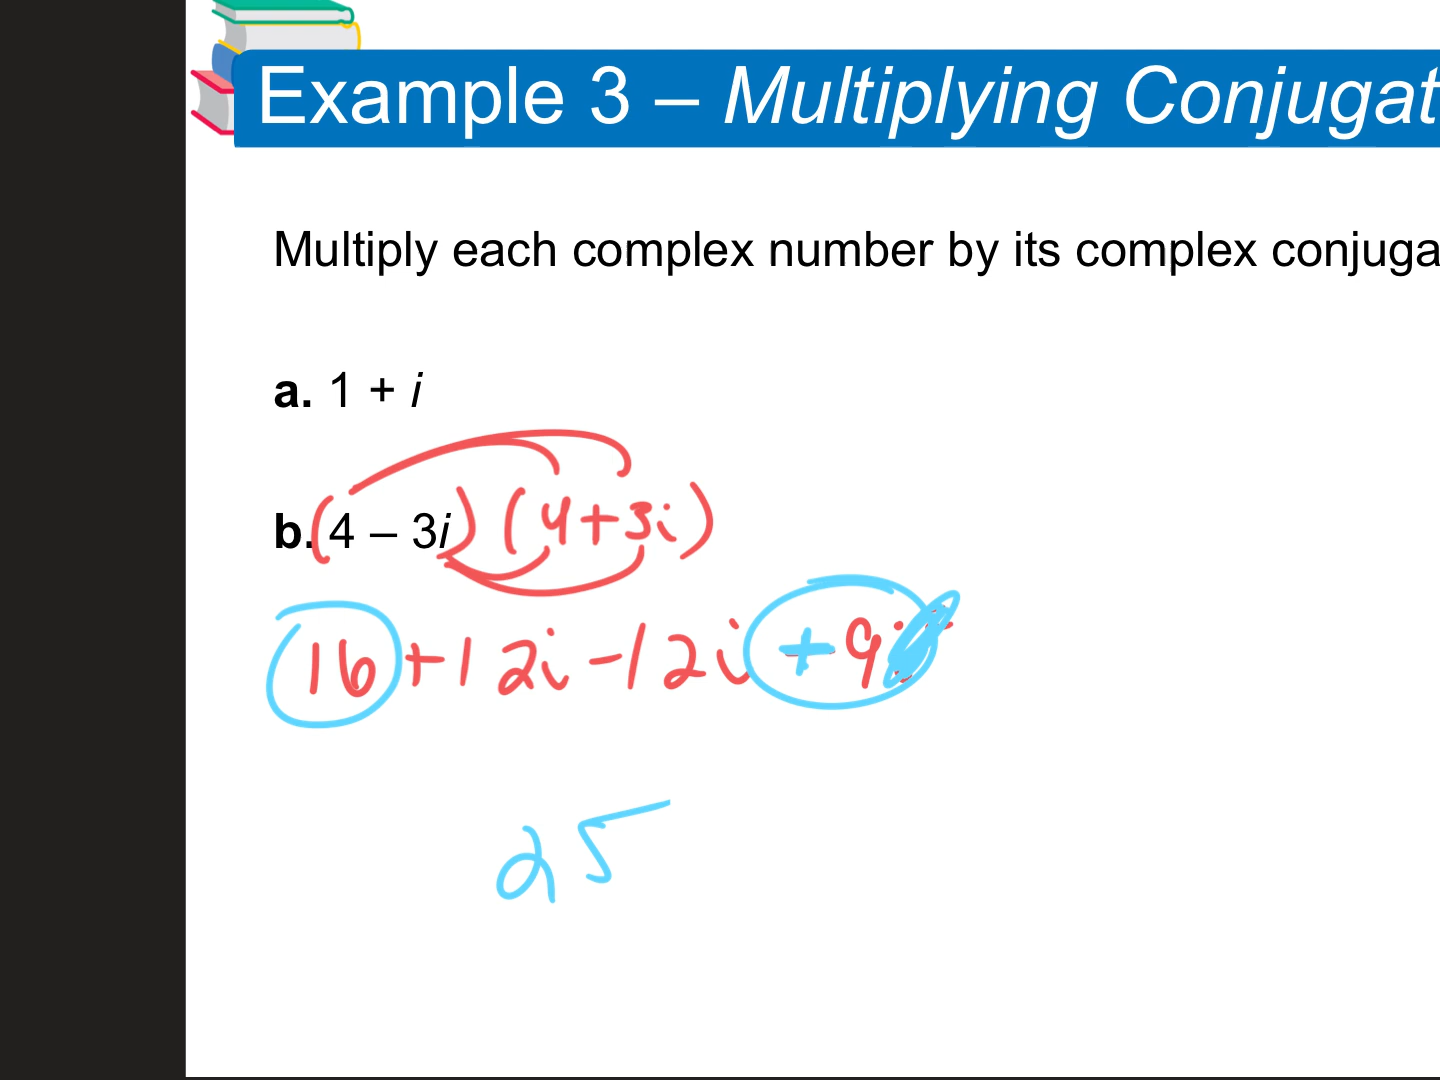 Example 3 – Multiplying Conjugat
Multiply each complex number by its complex conjuga
a. 1 + i
b. (4 – 3i) (4+3i)
16 +12i -12i +9
25